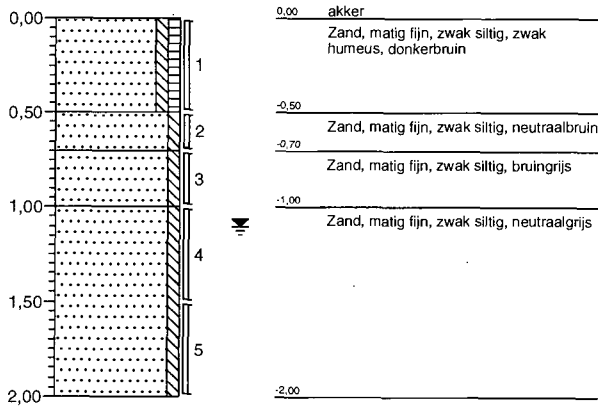 0,00
0,50
1,00
1,50
2,00
1
2
3
4
5
0,00 akker
Zand, matig fijn, zwak siltig, zwak
humeus, donkerbruin
-0,50
Zand, matig fijn, zwak siltig, neutraalbruin
-0,70
Zand, matig fijn, zwak siltig, bruingrijs
-1,00
Zand, matig fijn, zwak siltig, neutraalgrijs
-2,00